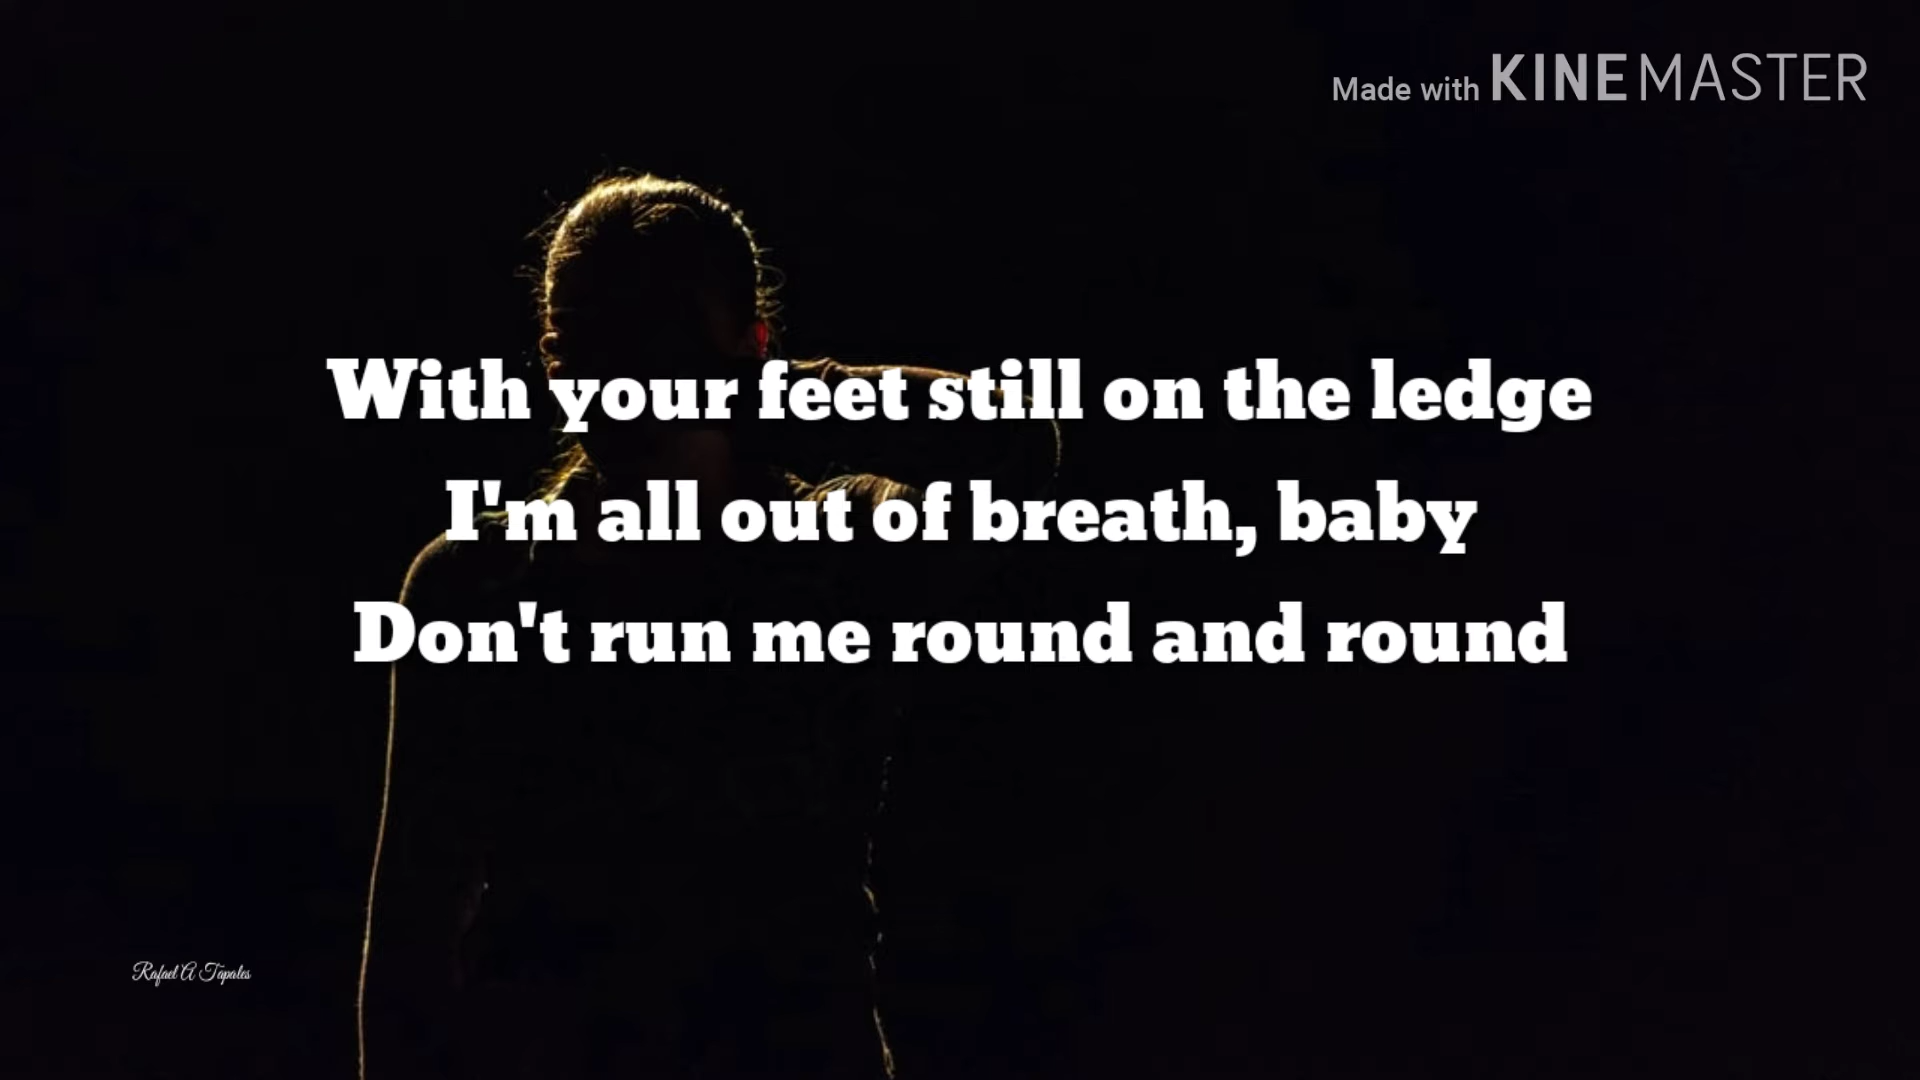 Made with KINEMASTER
With your feet still on the ledge
I'm all out of breath, baby
Don't run me round and round
Rafael A Tapales